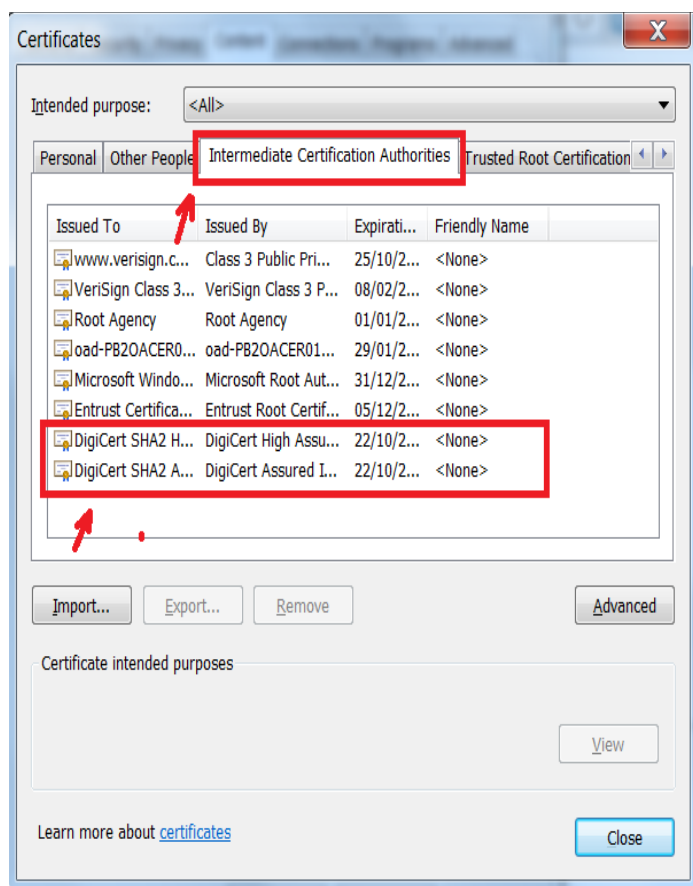 Certificates
X
Intended purpose: <All>
Personal Other People Intermediate Certification Authorities Trusted Root Certification
Issued To Issued By Expirati... Friendly Name
www.verisign.c... Class 3 Public Pri... 25/10/2... <None>
VeriSign Class 3... VeriSign Class 3 P... 08/02/2... <None>
Root Agency Root Agency 01/01/2... <None>
oad-PB2OACER0... oad-PB2OACER01... 29/01/2... <None>
Microsoft Windo... Microsoft Root Aut... 31/12/2... <None>
Entrust Certifica... Entrust Root Certif... 05/12/2... <None>
DigiCert SHA2 H... DigiCert High Assu... 22/10/2... <None>
DigiCert SHA2 A... DigiCert Assured I... 22/10/2... <None>
Import... Export... Remove Advanced
Certificate intended purposes
View
Learn more about certificates
Close